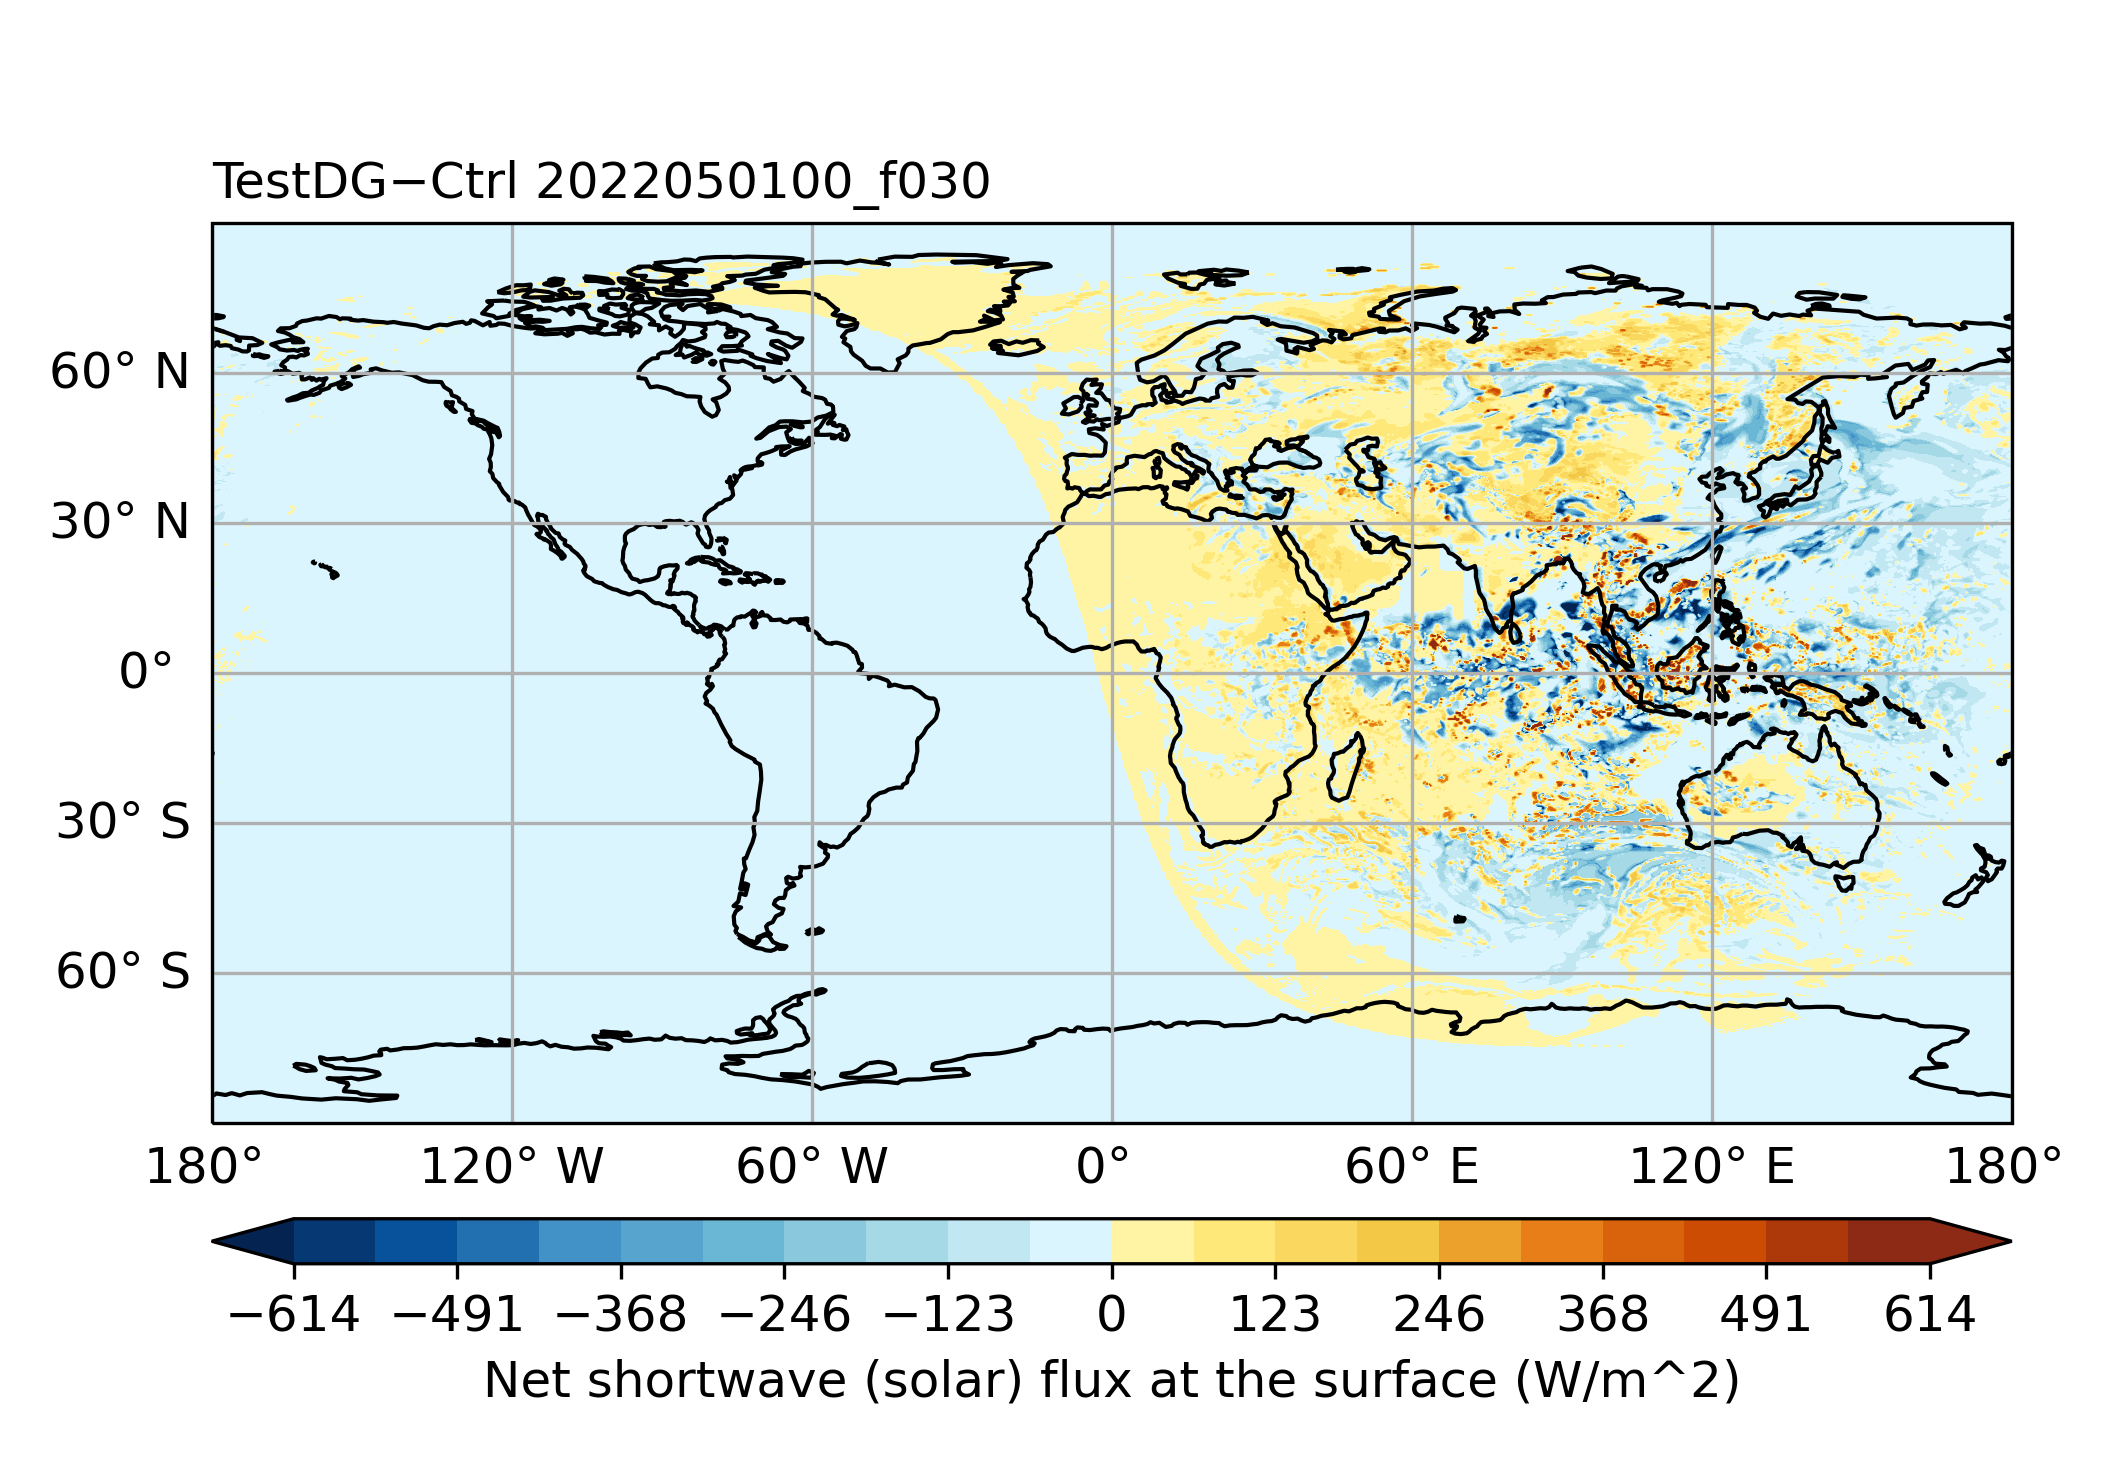 TestDG−Ctrl 2022050100_f030
60° N
30° N
0°
30° S
60° S
180° 120° W 60° W 0° 60° E 120° E 180°
−614 −491 −368 −246 −123 0 123 246 368 491 614
Net shortwave (solar) flux at the surface (W/m^2)